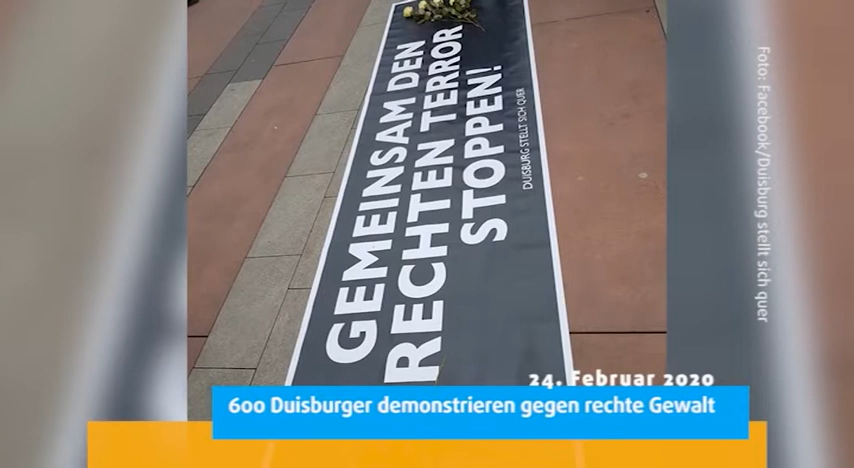 GEMEINSAM DEN
RECHTEN TERROR
STOPPEN!
DUISBURG STELLT SICH QUER
Foto: Facebook/Duisburg stellt sich quer
24. Februar 2020
600 Duisburger demonstrieren gegen rechte Gewalt